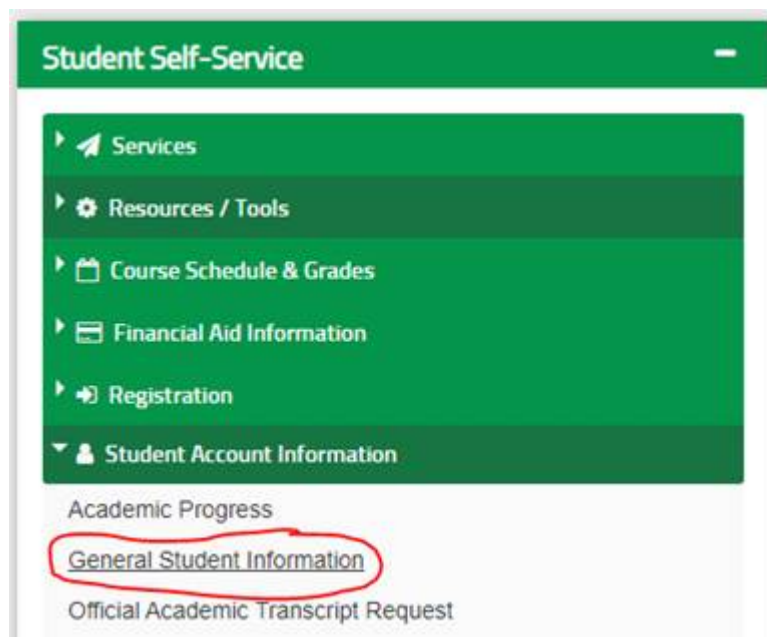 Student Self-Service
Services
Resources / Tools
Course Schedule & Grades
Financial Aid Information
Registration
Student Account Information
Academic Progress
General Student Information
Official Academic Transcript Request